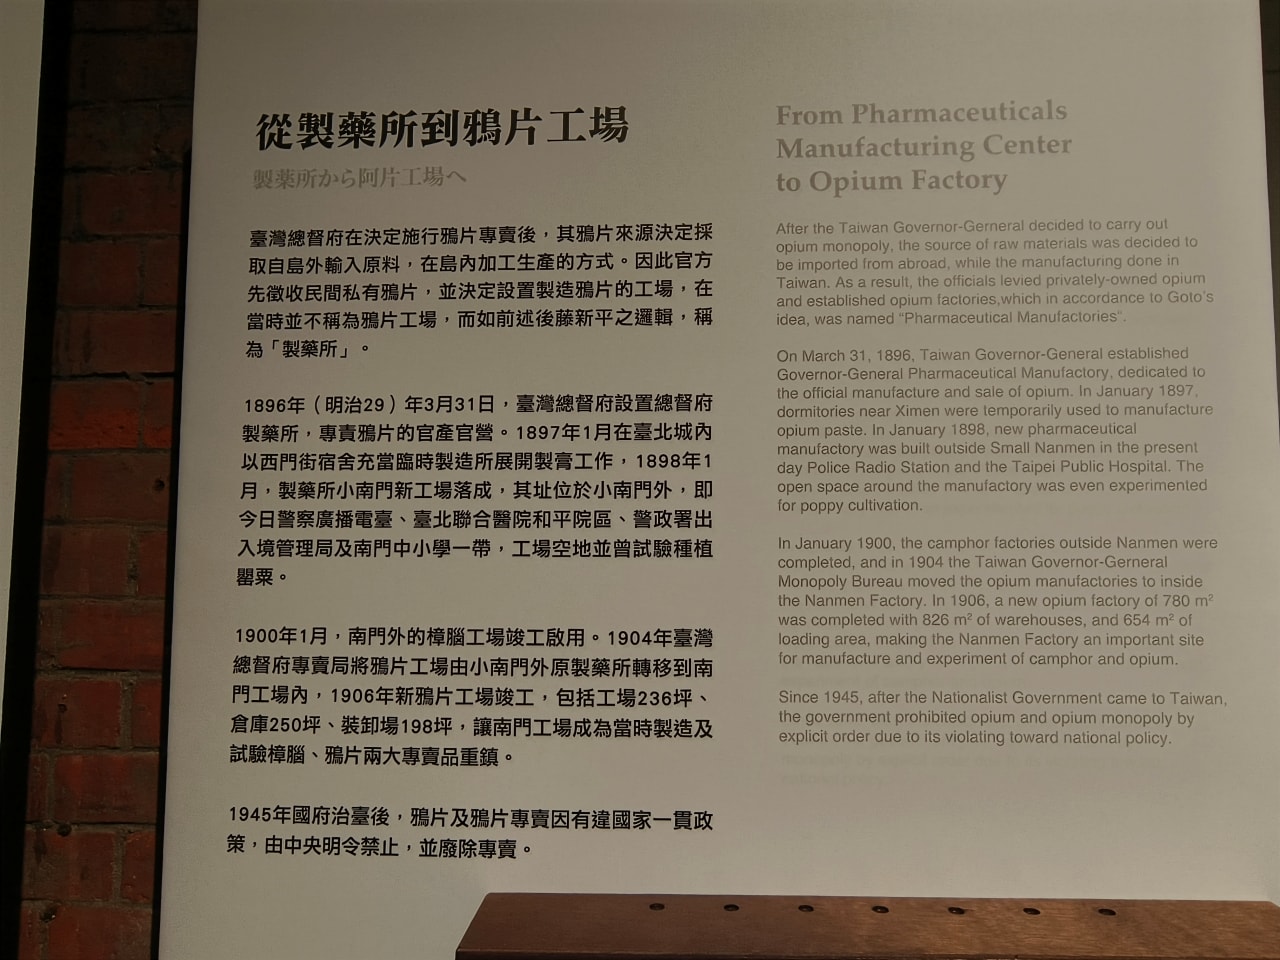 從製藥所到鴉片工場
製薬所から阿片工場へ
臺灣總督府在決定施行鴉片專賣後，其鴉片來源決定採
取自島外輸入原料，在島內加工生產的方式。因此官方
先徵收民間私有鴉片，並決定設置製造鴉片的工場，在
當時並不稱為鴉片工場，而如前述後藤新平之邏輯，稱
為「製藥所」。
1896年（明治29）年3月31日，臺灣總督府設置總督府
製藥所，專責鴉片的官產官營。1897年1月在臺北城內
以西門街宿舍充當臨時製造所展開製膏工作，1898年1
月，製藥所小南門新工場落成，其址位於小南門外，即
今日警察廣播電臺、臺北聯合醫院和平院區、警政署出
入境管理局及南門中小學一帶，工場空地並曾試驗種植
罌粟。
1900年1月，南門外的樟腦工場竣工啟用。1904年臺灣
總督府專賣局將鴉片工場由小南門外原製藥所轉移到南
門工場內，1906年新鴉片工場竣工，包括工場236坪、
倉庫250坪、裝卸場198坪，讓南門工場成為當時製造及
試驗樟腦、鴉片兩大專賣品重鎮。
1945年國府治臺後，鴉片及鴉片專賣因有違國家一貫政
策，由中央明令禁止，並廢除專賣。
From Pharmaceuticals
Manufacturing Center
to Opium Factory
After the Taiwan Governor-Gerneral decided to carry out
opium monopoly, the source of raw materials was decided to
be imported from abroad, while the manufacturing done in
Taiwan. As a result, the officials levied privately-owned opium
and established opium factories,which in accordance to Goto's
idea, was named "Pharmaceutical Manufactories".
On March 31, 1896, Taiwan Governor-General established
Governor-General Pharmaceutical Manufactory, dedicated to
the official manufacture and sale of opium. In January 1897,
dormitories near Ximen were temporarily used to manufacture
opium paste. In January 1898, new pharmaceutical
manufactory was built outside Small Nanmen in the present
day Police Radio Station and the Taipei Public Hospital. The
open space around the manufactory was even experimented
for poppy cultivation.
In January 1900, the camphor factories outside Nanmen were
completed, and in 1904 the Taiwan Governor-Gerneral
Monopoly Bureau moved the opium manufactories to inside
the Nanmen Factory. In 1906, a new opium factory of 780 m²
was completed with 826 m² of warehouses, and 654 m² of
loading area, making the Nanmen Factory an important site
for manufacture and experiment of camphor and opium.
Since 1945, after the Nationalist Government came to Taiwan,
the government prohibited opium and opium monopoly by
explicit order due to its violating toward national policy.